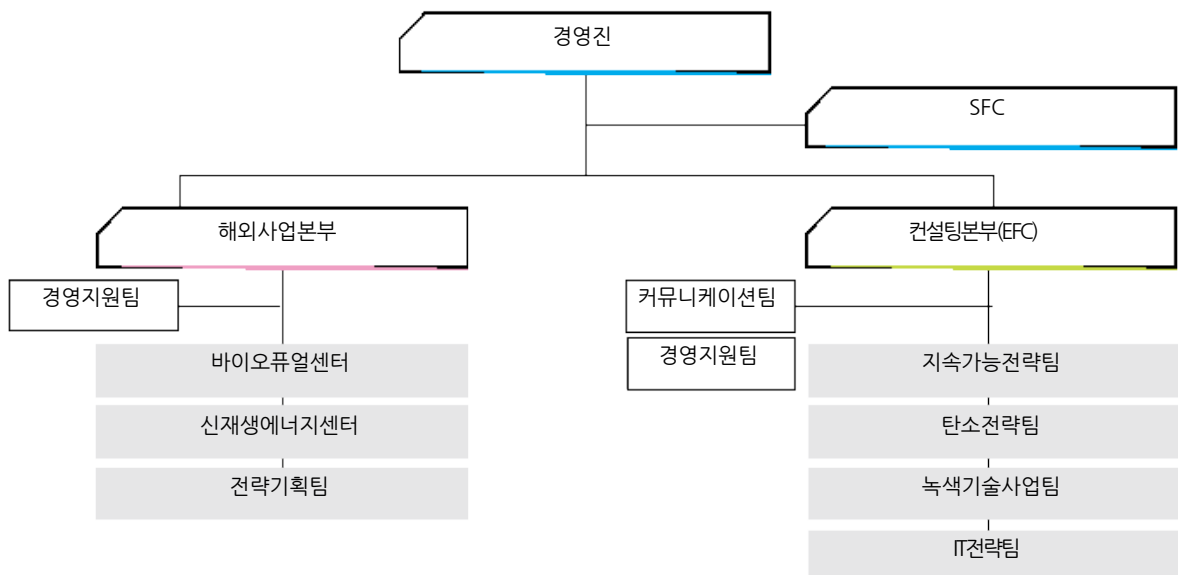 경영진
SFC
해외사업본부
컨설팅본부(EFC)
경영지원팀
커뮤니케이션팀
경영지원팀
바이오퓨얼센터
지속가능전략팀
신재생에너지센터
탄소전략팀
전략기획팀
녹색기술사업팀
IT전략팀